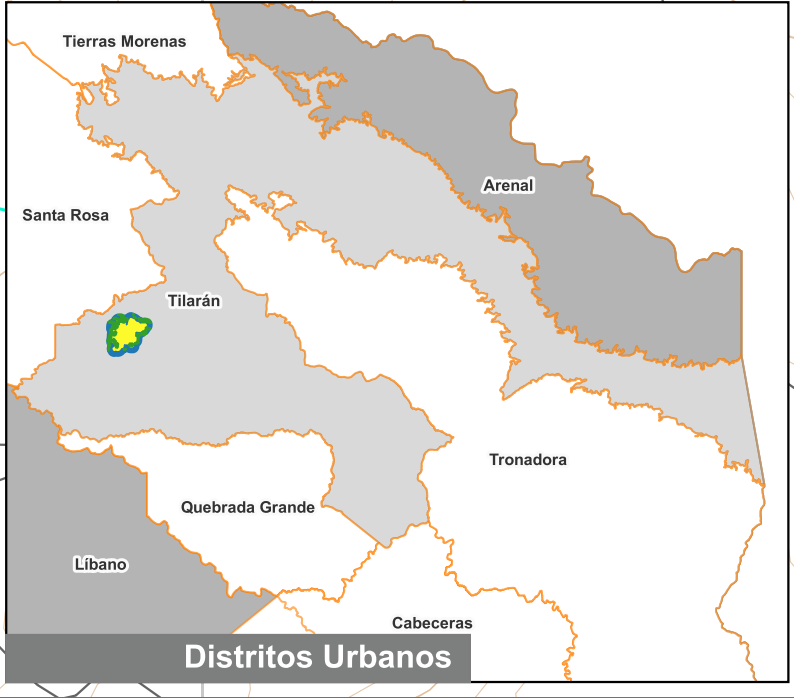 Tierras Morenas
Arenal
Santa Rosa
Tilarán
Tronadora
Quebrada Grande
Líbano
Cabeceras
Distritos Urbanos